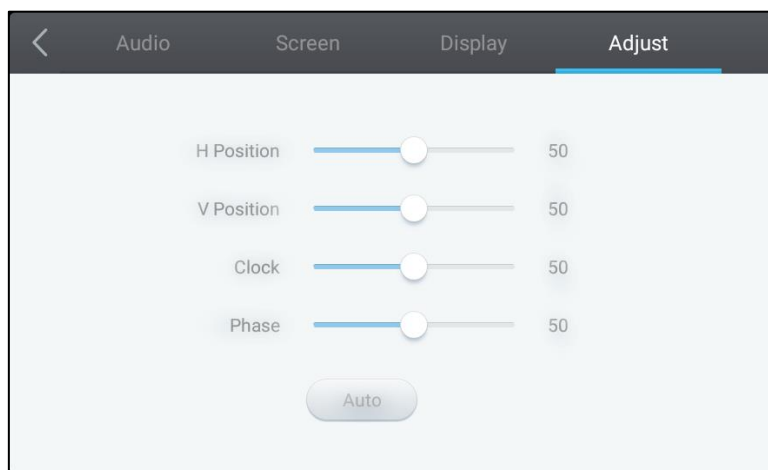 Audio Screen Display Adjust
H Position 50
V Position 50
Clock 50
Phase 50
Auto